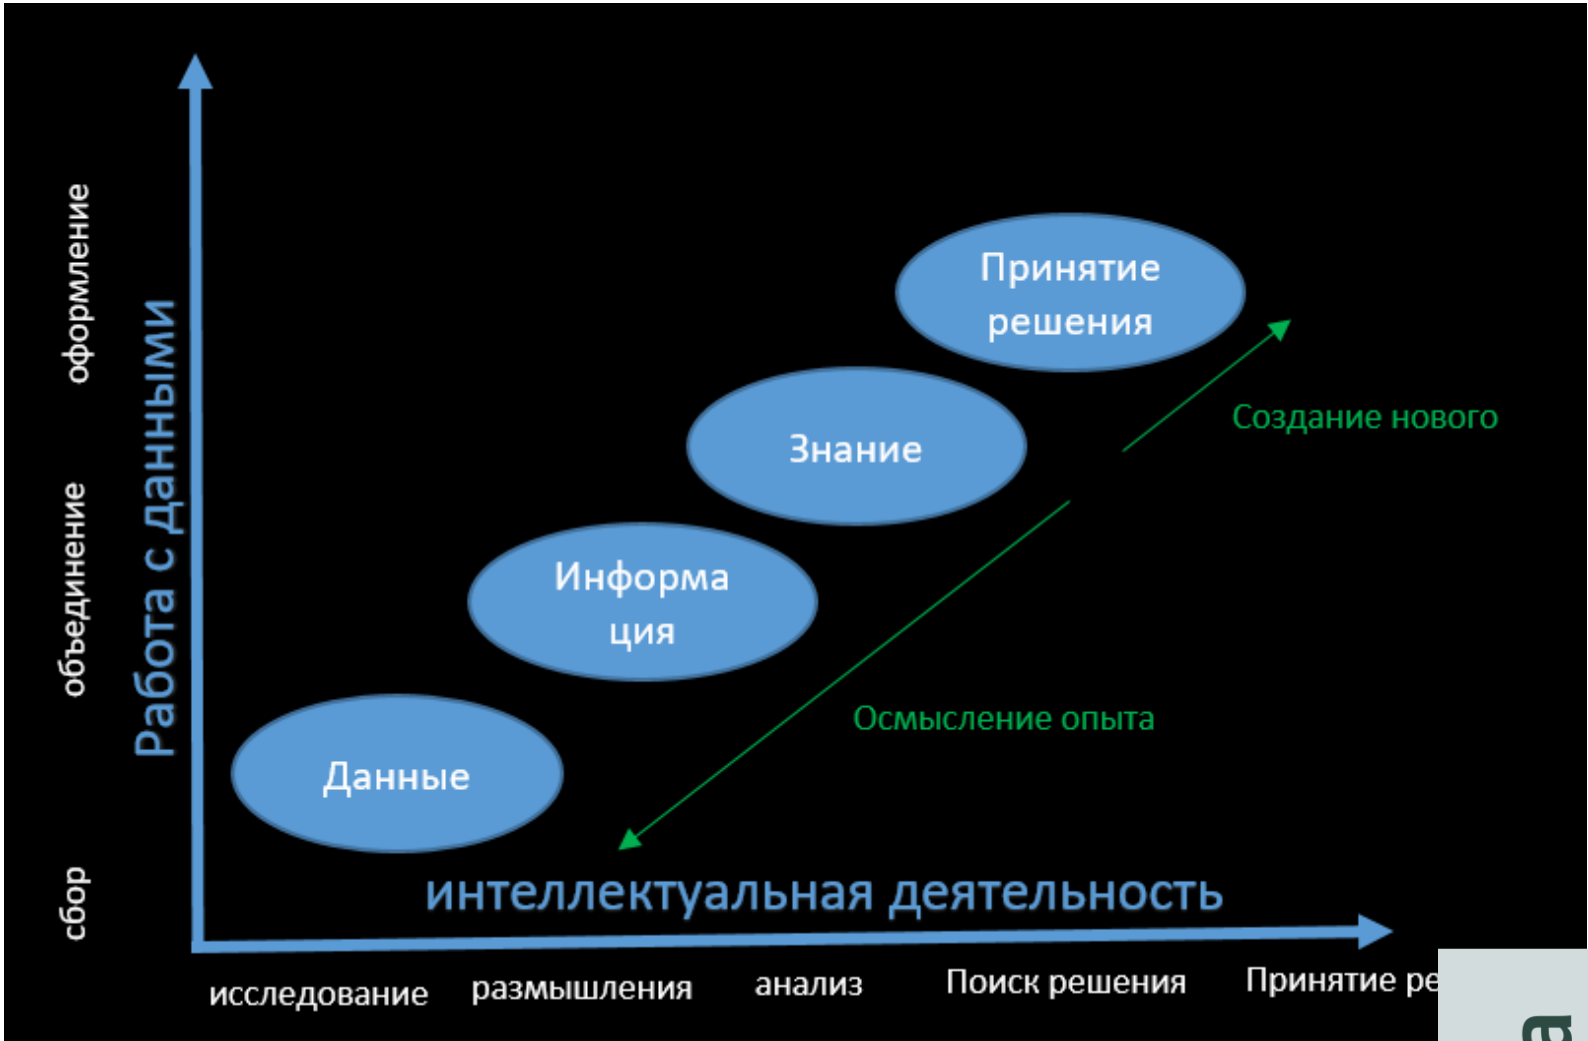 оформление
объединение
сбор
Работа с данными
Принятие
решения
Знание
Информа
ция
Данные
Создание нового
Осмысление опыта
интеллектуальная деятельность
исследование
размышления
анализ
Поиск решения
Принятие ре
а